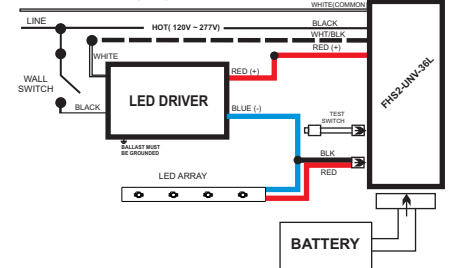 WHITE(COMMON
LINE
HOT( 120V ~ 277V)
BLACK
WHT/BLK
RED (+)
WHITE
RED (+)
WALL
SWITCH
LED DRIVER
FHS2-UNV-36L
BLACK
BLUE (-)
TEST
SWITCH
BALLAST MUST
BE GROUNDED
BLK
RED
LED ARRAY
BATTERY